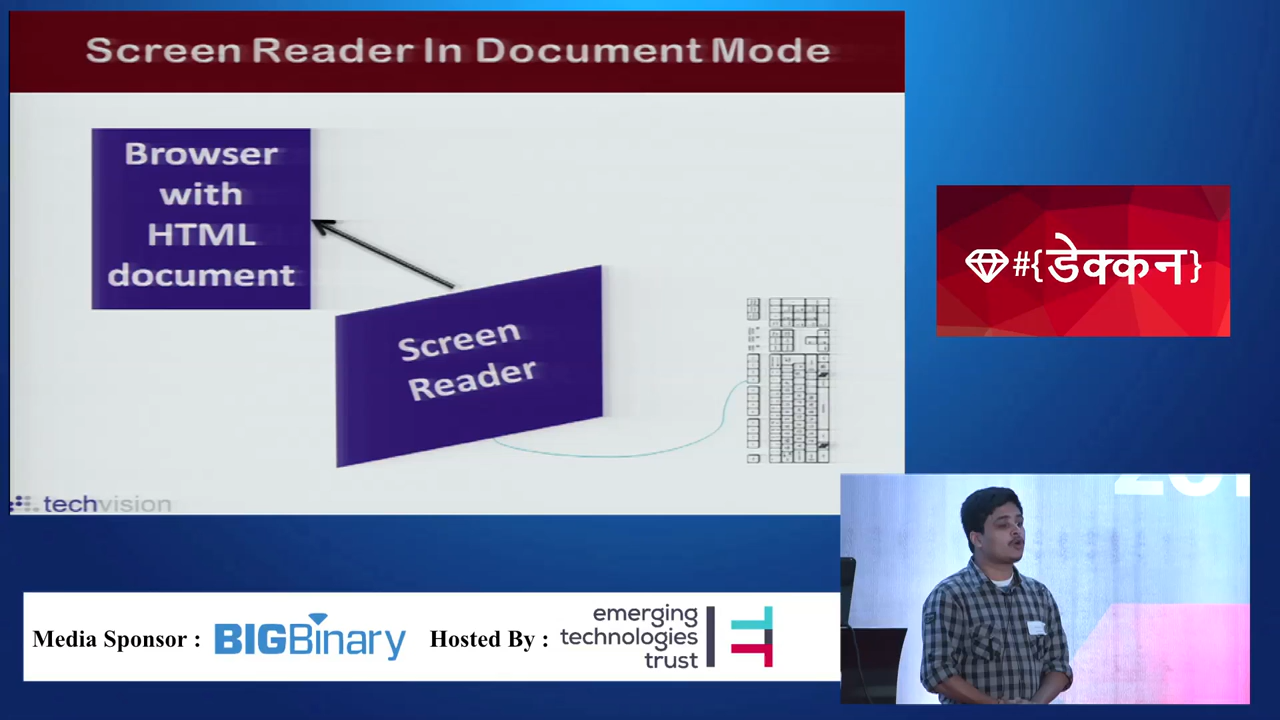 Screen Reader In Document Mode
Browser
with
HTML
document
Screen
Reader
techvision
#{डेक्कन}
Media Sponsor :
BIGBinary
Hosted By :
emerging
technologies
trust